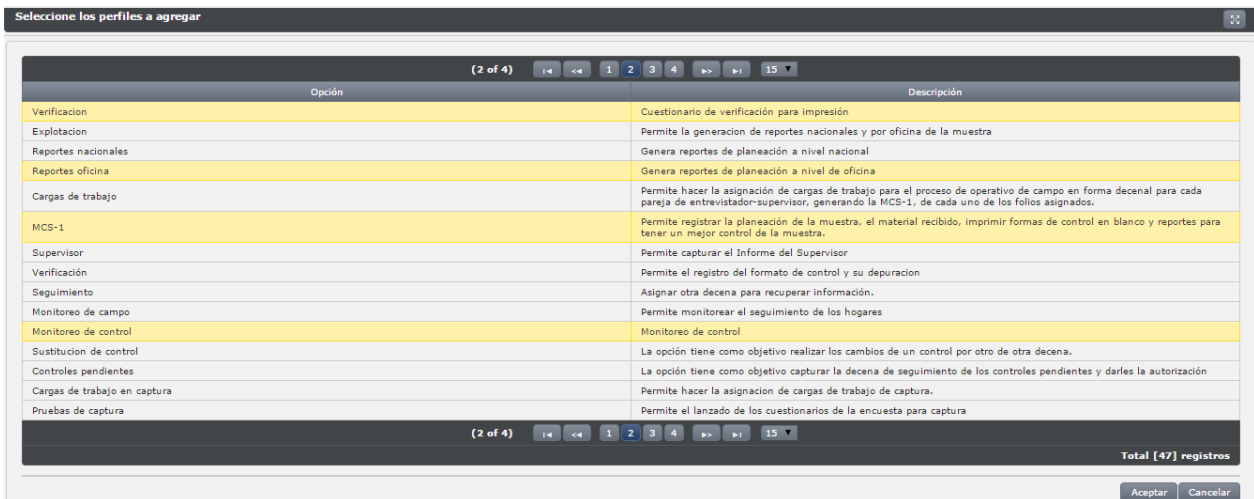 Seleccione los perfiles a agregar
(2 of 4) 1 2 3 4 15
Opción Descripción
Verificacion Cuestionario de verificación para impresión
Explotacion Permite la generacion de reportes nacionales y por oficina de la muestra
Reportes nacionales Genera reportes de planeación a nivel nacional
Reportes oficina Genera reportes de planeación a nivel de oficina
Cargas de trabajo Permite hacer la asignación de cargas de trabajo para el proceso de operativo de campo en forma decenal para cada
pareja de entrevistador-supervisor, generando la MCS-1, de cada uno de los folios asignados.
MCS-1 Permite registrar la planeación de la muestra, el material recibido, imprimir formas de control en blanco y reportes para
tener un mejor control de la muestra.
Supervisor Permite capturar el Informe del Supervisor
Verificación Permite el registro del formato de control y su depuracion
Seguimiento Asignar otra decena para recuperar información.
Monitoreo de campo Permite monitorear el seguimiento de los hogares
Monitoreo de control Monitoreo de control
Sustitucion de control La opción tiene como objetivo realizar los cambios de un control por otro de otra decena.
Controles pendientes La opción tiene como objetivo capturar la decena de seguimiento de los controles pendientes y darles la autorización
Cargas de trabajo en captura Permite hacer la asignacion de cargas de trabajo de captura.
Pruebas de captura Permite el lanzado de los cuestionarios de la encuesta para captura
(2 of 4) 1 2 3 4 15
Total [47] registros
Aceptar Cancelar